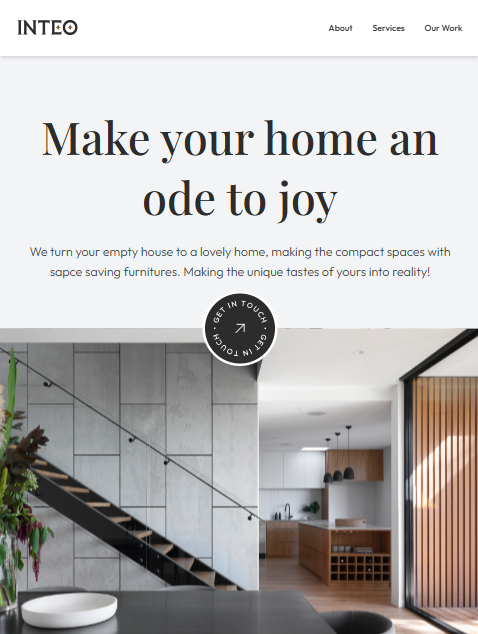 INTEO
About Services Our Work
Make your home an
ode to joy
We turn your empty house to a lovely home, making the compact spaces with
sapce saving furnitures. Making the unique tastes of yours into reality!
GET IN TOUCH · GET IN TOUCH ·